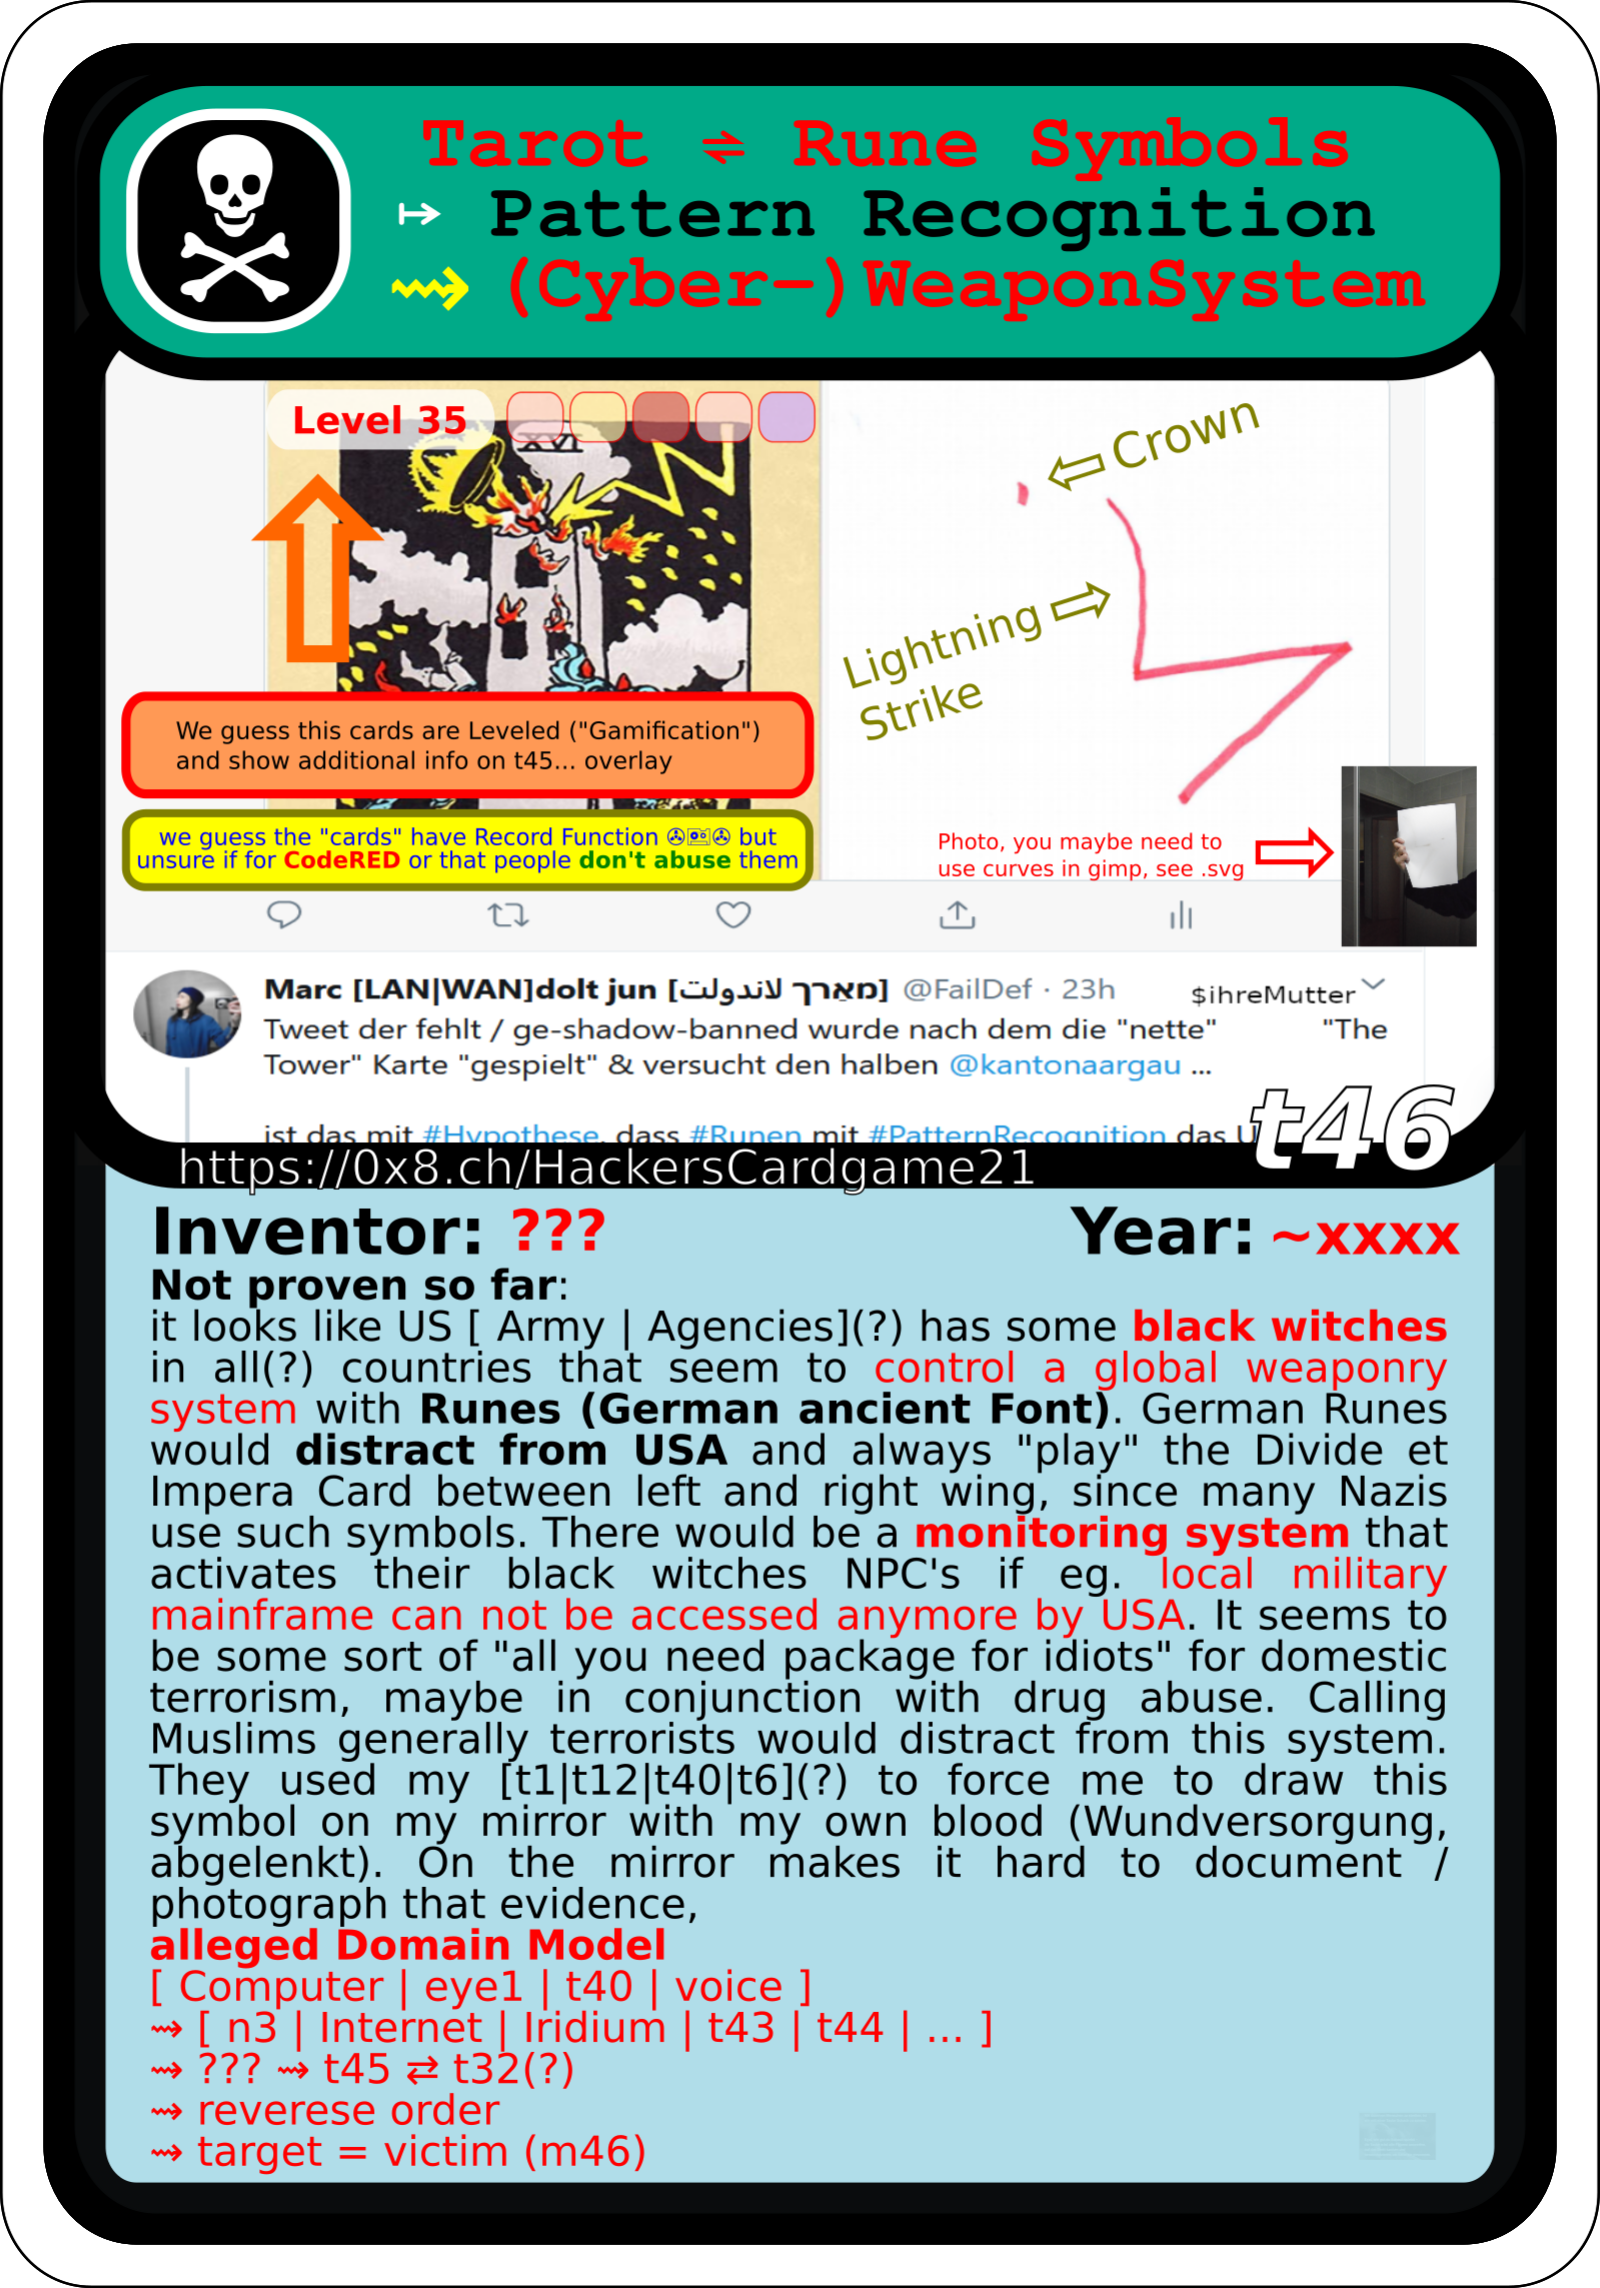 Tarot ⇌ Rune Symbols
↦ Pattern Recognition
⇝ (Cyber-)WeaponSystem
Level 35
XVI
⇦ Crown
Lightning ⇨
Strike
We guess this cards are Leveled ("Gamification")
and show additional info on t45... overlay
we guess the "cards" have Record Function ✇📽✇ but
unsure if for CodeRED or that people don't abuse them
Photo, you maybe need to
use curves in gimp, see .svg
Marc [LAN|WAN]dolt jun [מאַרך لاندولت] @FailDef · 23h
$ihreMutter
Tweet der fehlt / ge-shadow-banned wurde nach dem die "nette" "The
Tower" Karte "gespielt" & versucht den halben @kantonaargau ...
ist das mit #Hypothese, dass #Runen mit #PatternRecognition das U
t46
https://0x8.ch/HackersCardgame21
Inventor: ??? Year: ~xxxx
Not proven so far:
it looks like US [ Army | Agencies](?) has some black witches
in all(?) countries that seem to control a global weaponry
system with Runes (German ancient Font). German Runes
would distract from USA and always "play" the Divide et
Impera Card between left and right wing, since many Nazis
use such symbols. There would be a monitoring system that
activates their black witches NPC's if eg. local military
mainframe can not be accessed anymore by USA. It seems to
be some sort of "all you need package for idiots" for domestic
terrorism, maybe in conjunction with drug abuse. Calling
Muslims generally terrorists would distract from this system.
They used my [t1|t12|t40|t6](?) to force me to draw this
symbol on my mirror with my own blood (Wundversorgung,
abgelenkt). On the mirror makes it hard to document /
photograph that evidence,
alleged Domain Model
[ Computer | eye1 | t40 | voice ]
⇝ [ n3 | Internet | Iridium | t43 | t44 | ... ]
⇝ ??? ⇝ t45 ⇄ t32(?)
⇝ reverese order
⇝ target = victim (m46)